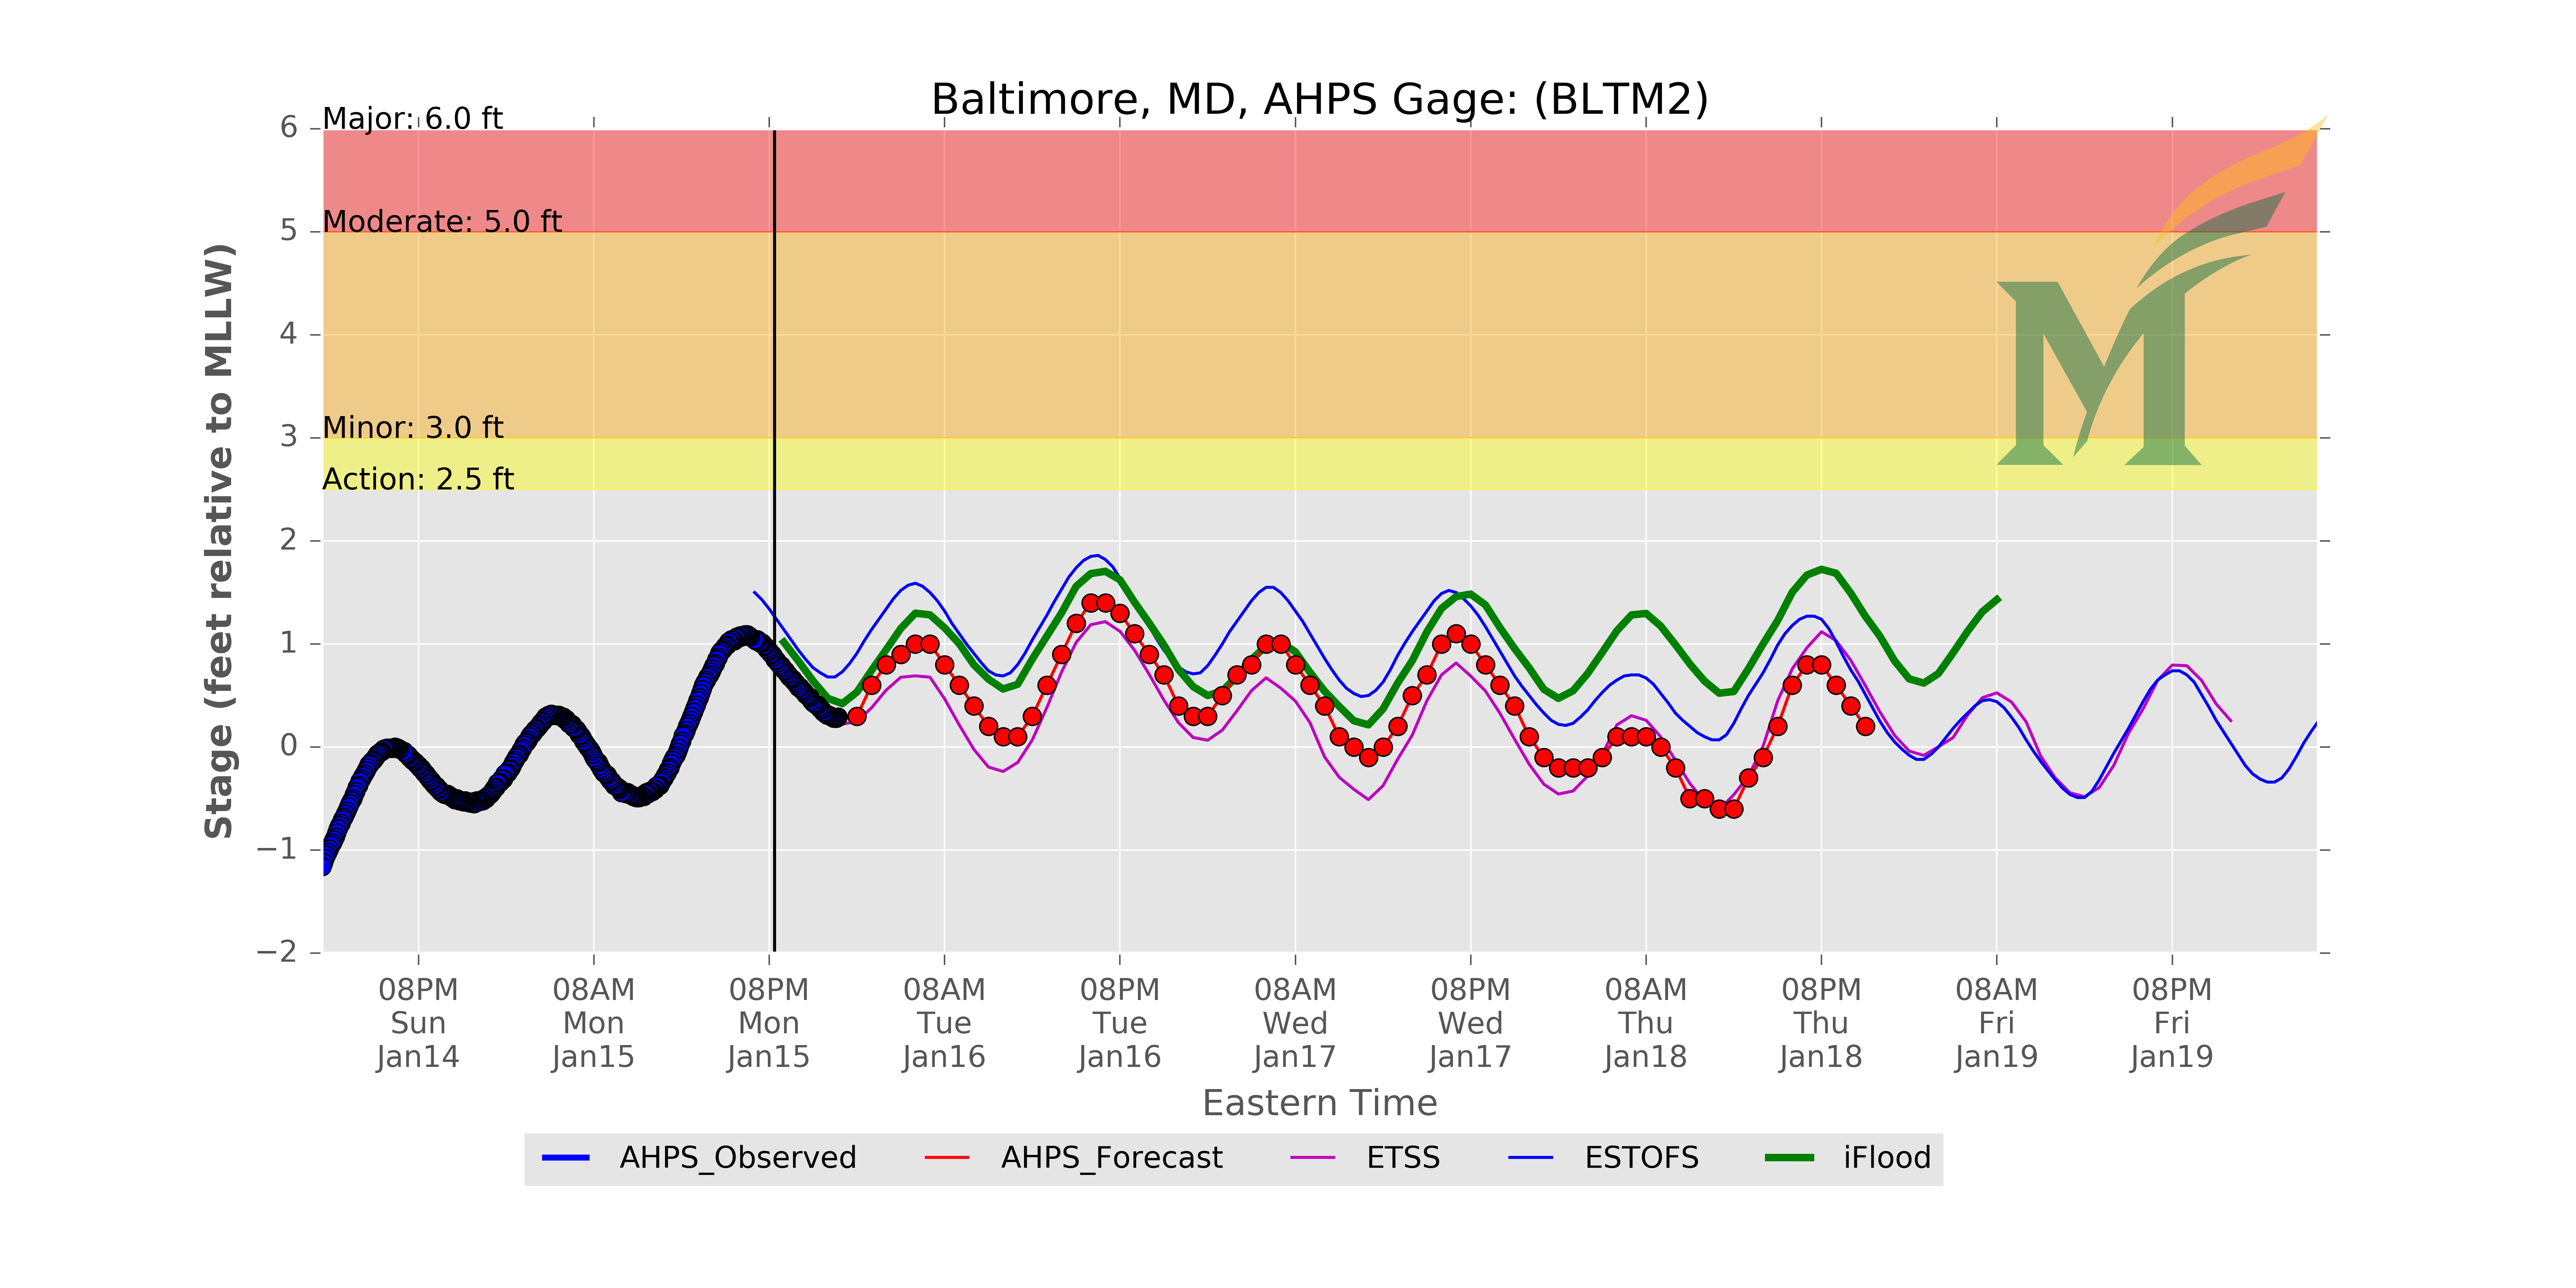 Baltimore, MD, AHPS Gage: (BLTM2)
Major: 6.0 ft
Moderate: 5.0 ft
Minor: 3.0 ft
Action: 2.5 ft
6
5
4
3
2
1
0
−1
−2
Stage (feet relative to MLLW)
08PM
Sun
Jan14
08AM
Mon
Jan15
08PM
Mon
Jan15
08AM
Tue
Jan16
08PM
Tue
Jan16
08AM
Wed
Jan17
08PM
Wed
Jan17
08AM
Thu
Jan18
08PM
Thu
Jan18
08AM
Fri
Jan19
08PM
Fri
Jan19
Eastern Time
AHPS_Observed
AHPS_Forecast
ETSS
ESTOFS
iFlood
M